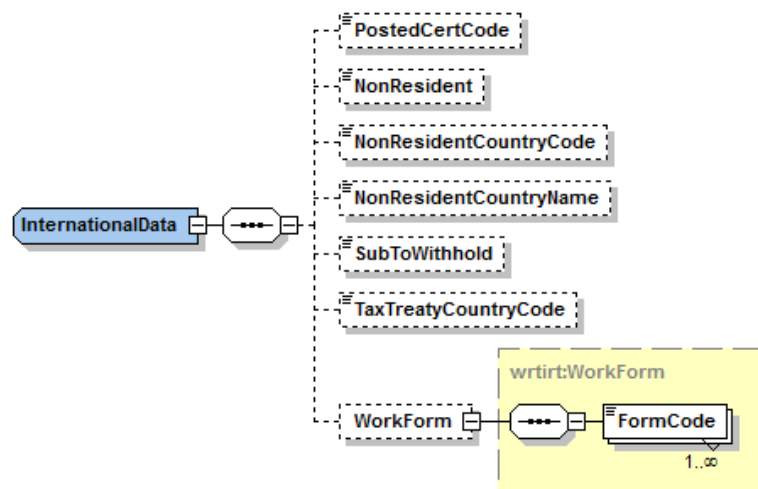 PostedCertCode
NonResident
NonResidentCountryCode
NonResidentCountryName
InternationalData
SubToWithhold
TaxTreatyCountryCode
wrtirt:WorkForm
WorkForm
FormCode
1..∞